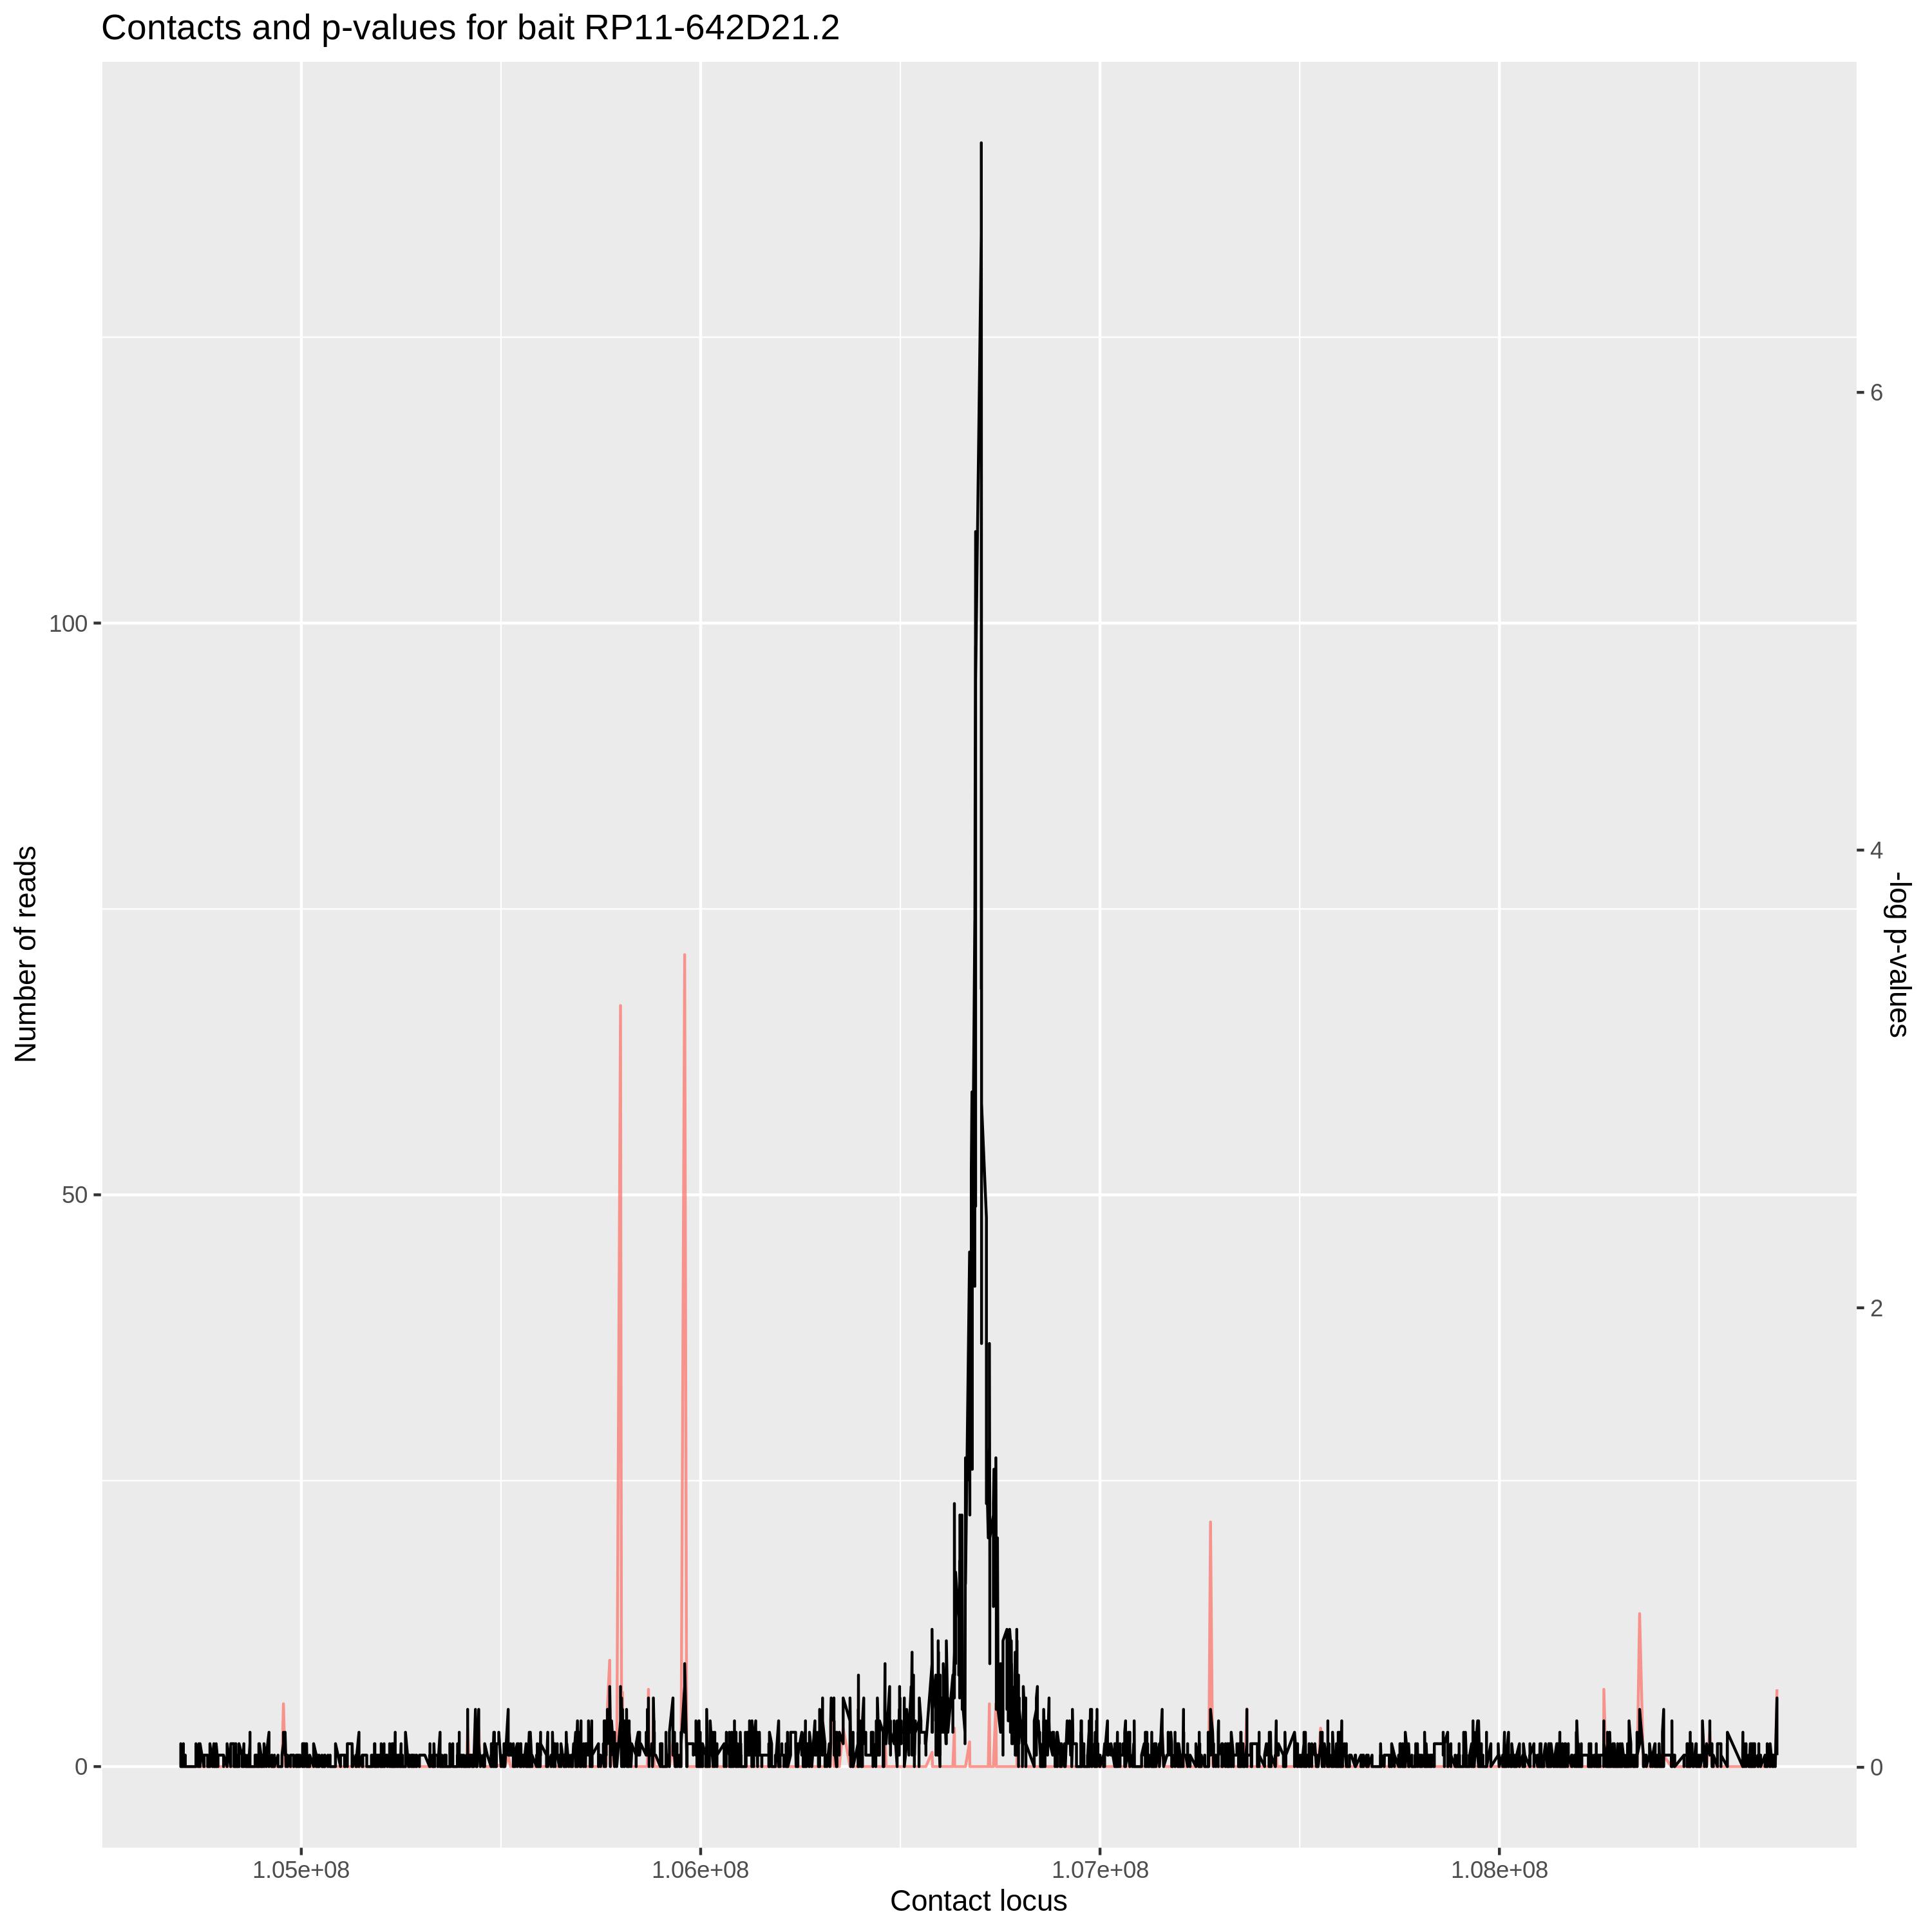 Contacts and p-values for bait RP11-642D21.2
100
50
0
Number of reads
6
4
2
0
-log p-values
1.05e+08
1.06e+08
1.07e+08
1.08e+08
Contact locus